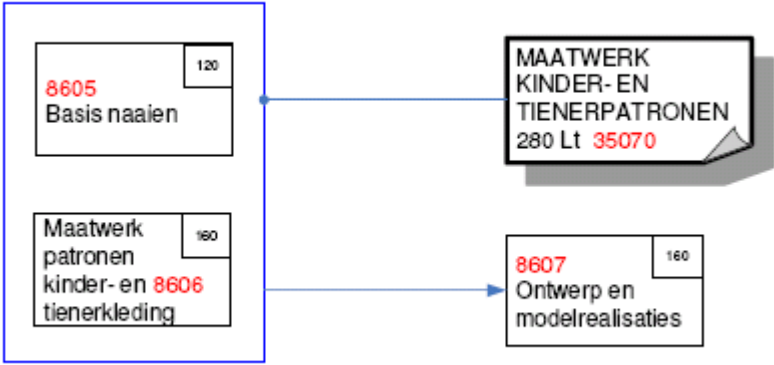 120
8605
Basis naaien
MAATWERK
KINDER- EN
TIENERPATRONEN
280 Lt 35070
Maatwerk
160
patronen
kinder- en 8606
tienerkleding
160
8607
Ontwerp en
modelrealisaties